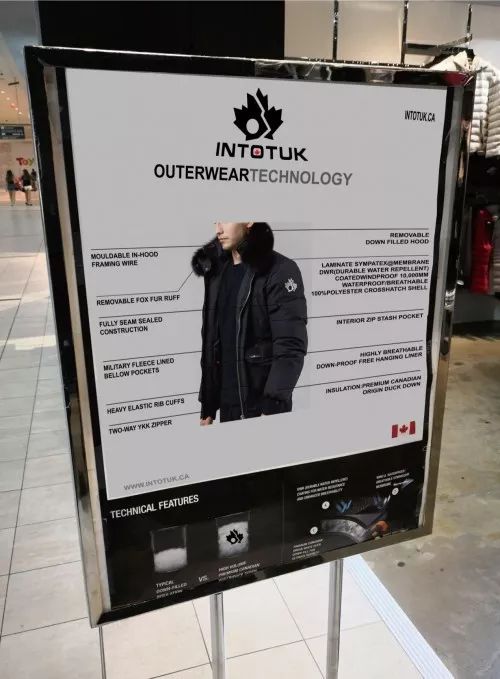 INTOTUK.CA
INTOTUK
OUTERWEARTECHNOLOGY
MOULDABLE IN-HOOD
FRAMING WIRE
REMOVABLE FOX FUR RUFF
FULLY SEAM SEALED
CONSTRUCTION
MILITARY FLEECE LINED
BELLOW POCKETS
HEAVY ELASTIC RIB CUFFS
TWO-WAY YKK ZIPPER
REMOVABLE
DOWN FILLED HOOD
LAMINATE SYMPATEX@MEMBRANE
DWR(DURABLE WATER REPELLENT)
COATEDWINDPROOF 10,000MM
WATERPROOF/BREATHABLE
100%POLYESTER CROSSHATCH SHELL
INTERIOR ZIP STASH POCKET
HIGHLY BREATHABLE
DOWN-PROOF FREE HANGING LINER
INSULATION:PREMIUM CANADIAN
ORIGIN DUCK DOWN
WWW.INTOTUK.CA
TECHNICAL FEATURES
TYPICAL
DOWN-FILLED
VS.
HIGH VOLUME
PREMIUM CANADIAN